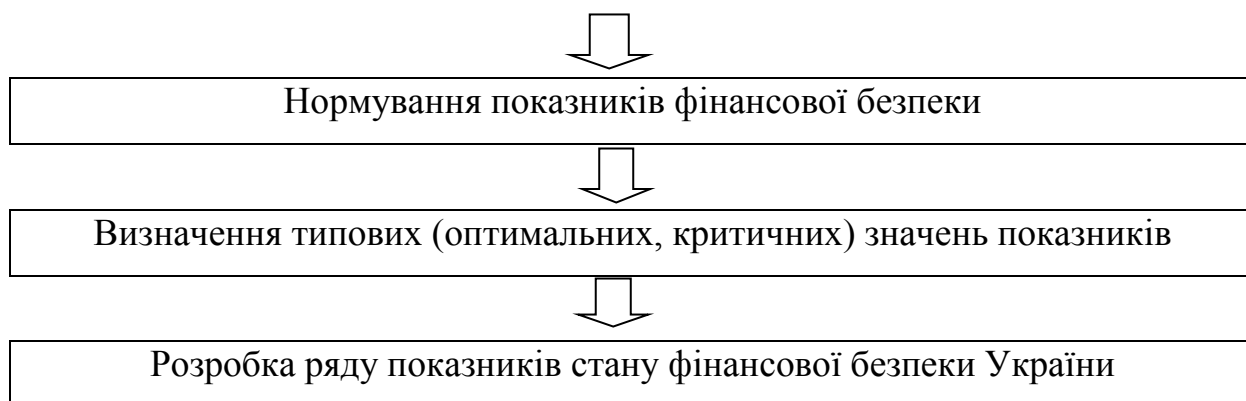 Нормування показників фінансової безпеки
Визначення типових (оптимальних, критичних) значень показників
Розробка ряду показників стану фінансової безпеки України